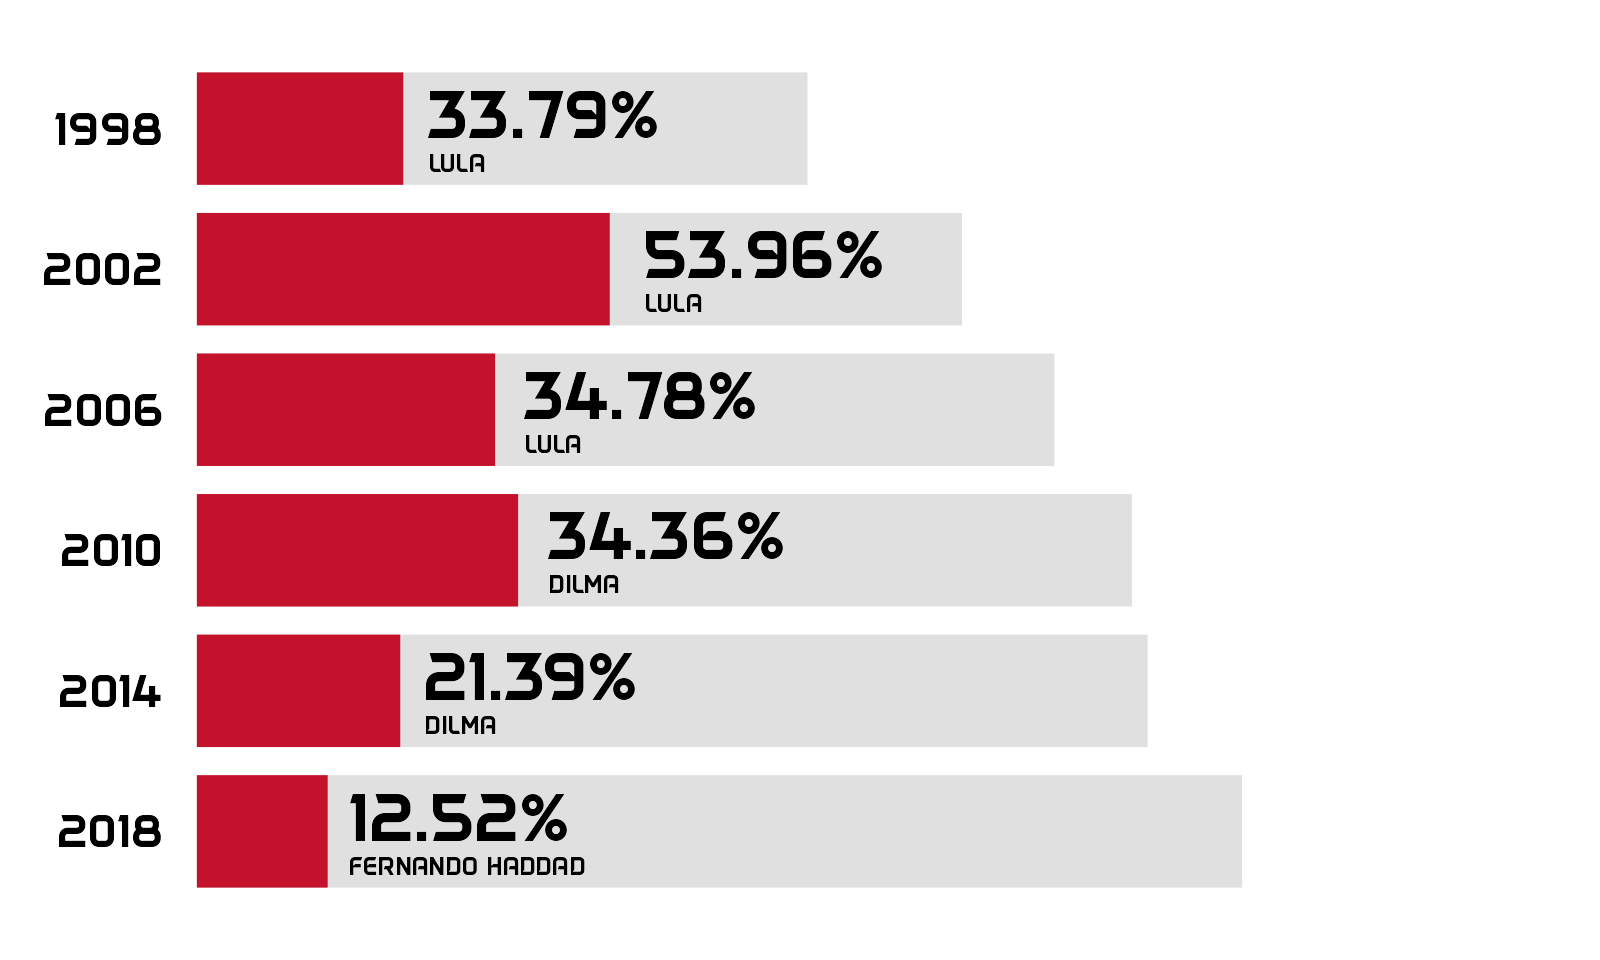 1998
33.79%
LULA
2002
53.96%
LULA
2006
34.78%
LULA
2010
34.36%
DILMA
2014
21.39%
DILMA
2018
12.52%
FERNANDO HADDAD